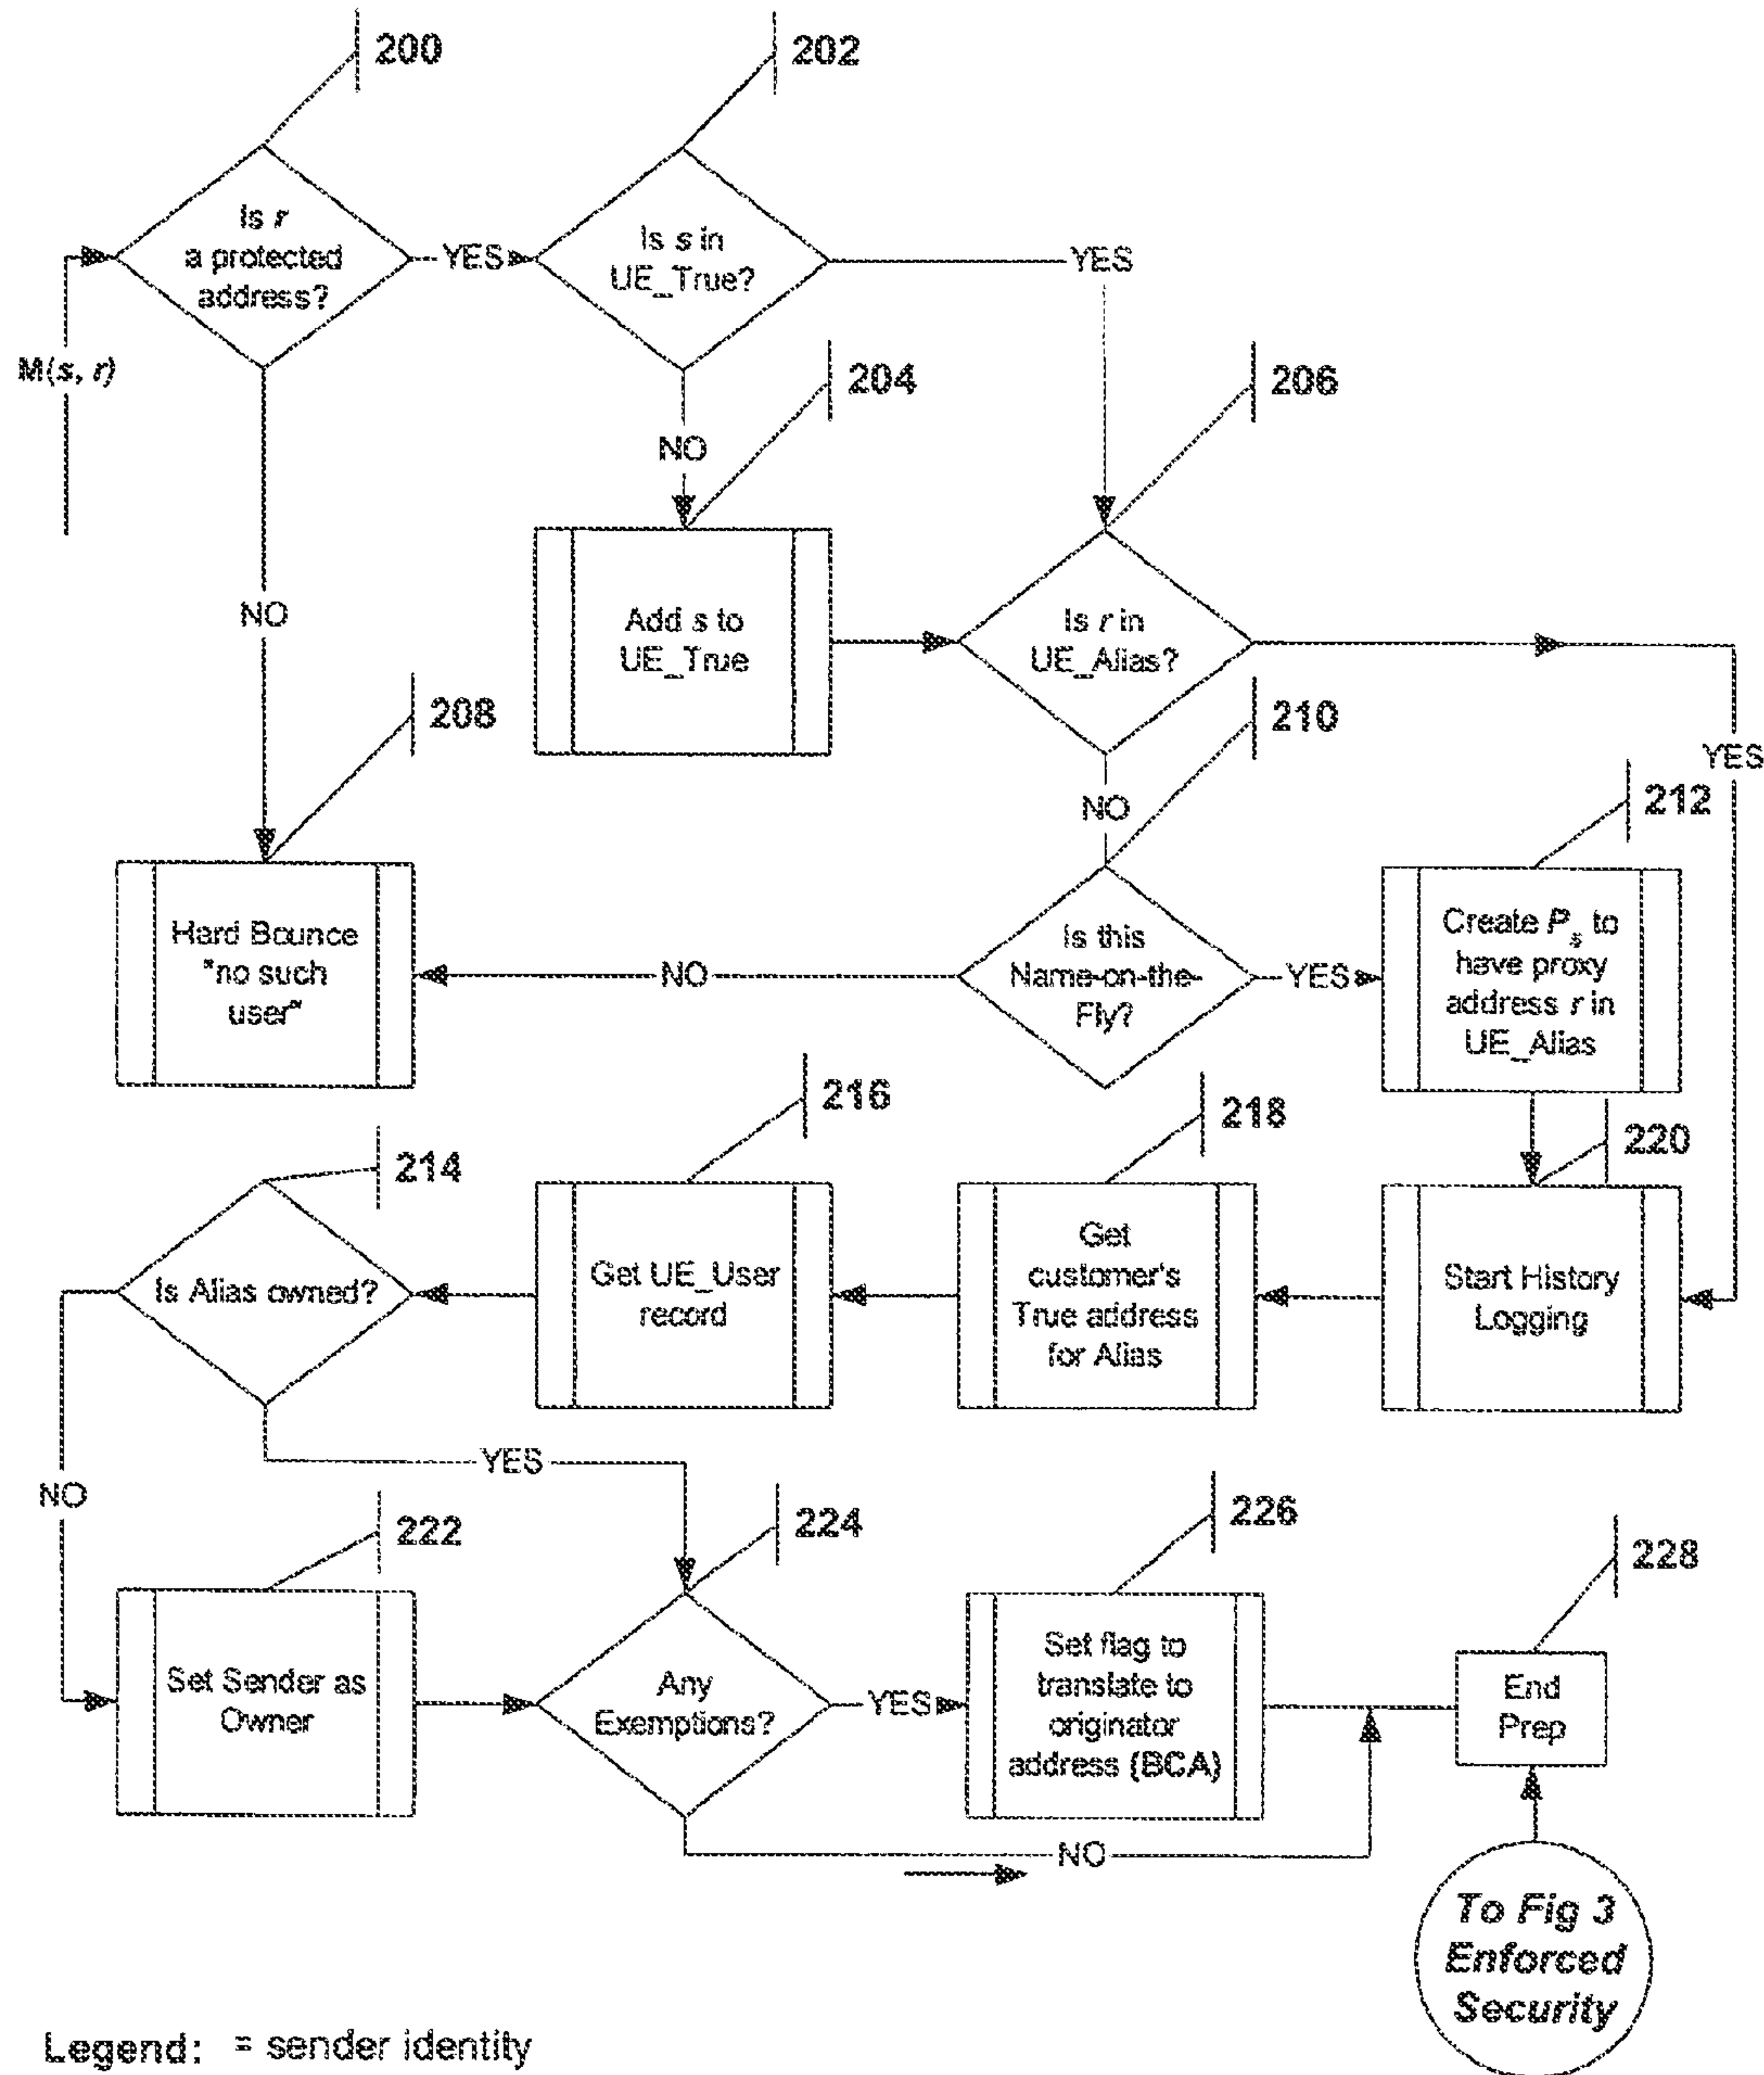 200
202
Is r
a protected
address?
YES
Is s in
UE_True?
YES
M(s, r)
NO
204
206
NO
Add s to
UE_True
Is r in
UE_Alias?
YES
208
210
NO
212
Hard Bounce
"no such
user"
NO
Is this
Name-on-the-
Fly?
YES
Create Ps to
have proxy
address r in
UE_Alias
214
216
218
220
Is Alias owned?
Get UE_User
record
Get
customer's
True address
for Alias
Start History
Logging
NO
YES
222
224
226
228
Set Sender as
Owner
Any
Exemptions?
YES
Set flag to
translate to
originator
address (BCA)
End
Prep
NO
To Fig 3
Enforced
Security
Legend: = sender identity